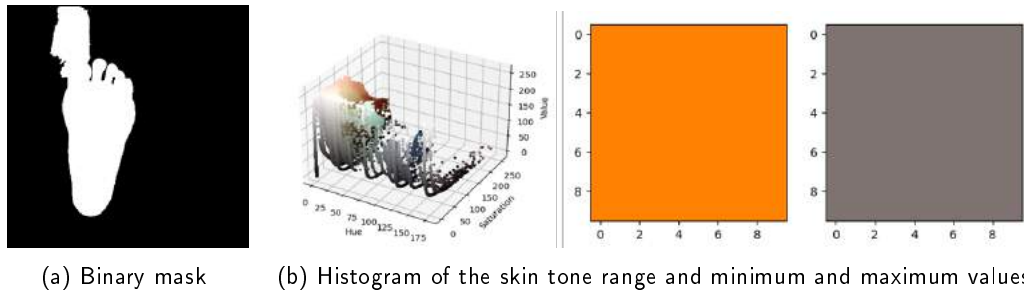 250
200
150
100
50
0
Value
0 25 50 75 100 125 150 175
Hue
0 50 100 150 200 250
Saturation
0
2
4
6
8
0 2 4 6 8
0
2
4
6
8
0 2 4 6 8
(a) Binary mask
(b) Histogram of the skin tone range and minimum and maximum values